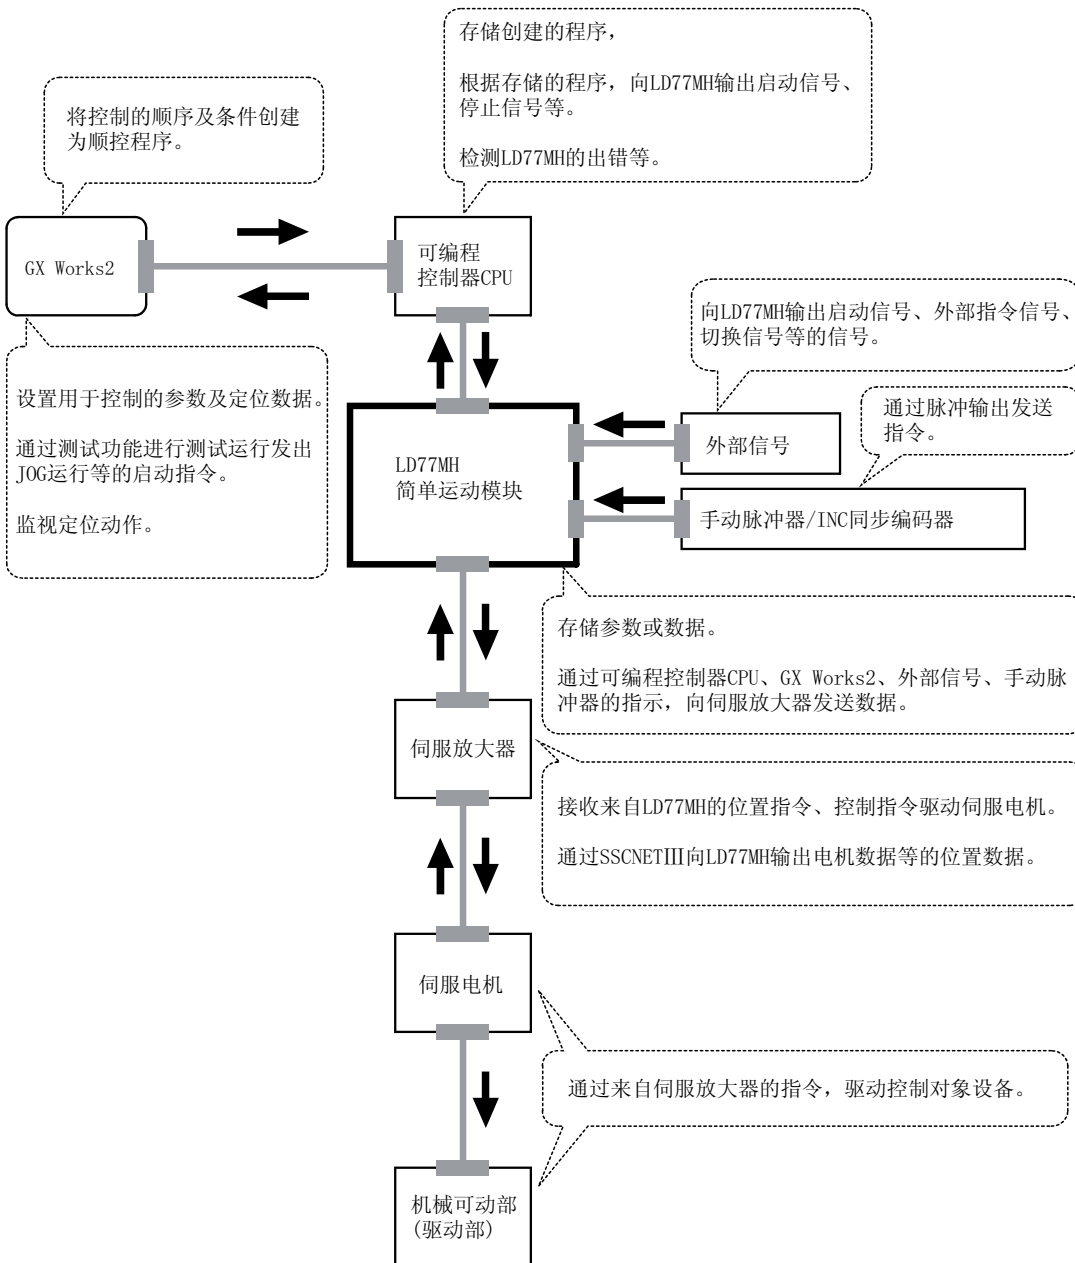 存储创建的程序，
根据存储的程序，向LD77MH输出启动信号、
停止信号等。
检测LD77MH的出错等。
将控制的顺序及条件创建
为顺控程序。
GX Works2
可编程
控制器CPU
向LD77MH输出启动信号、外部指令信号、
切换信号等的信号。
设置用于控制的参数及定位数据。
通过测试功能进行测试运行发出
JOG运行等的启动指令。
监视定位动作。
LD77MH
简单运动模块
外部信号
通过脉冲输出发送
指令。
手动脉冲器/INC同步编码器
存储参数或数据。
通过可编程控制器CPU、GX Works2、外部信号、手动脉
冲器的指示，向伺服放大器发送数据。
伺服放大器
接收来自LD77MH的位置指令、控制指令驱动伺服电机。
通过SSCNETⅢ向LD77MH输出电机数据等的位置数据。
伺服电机
通过来自伺服放大器的指令，驱动控制对象设备。
机械可动部
(驱动部)